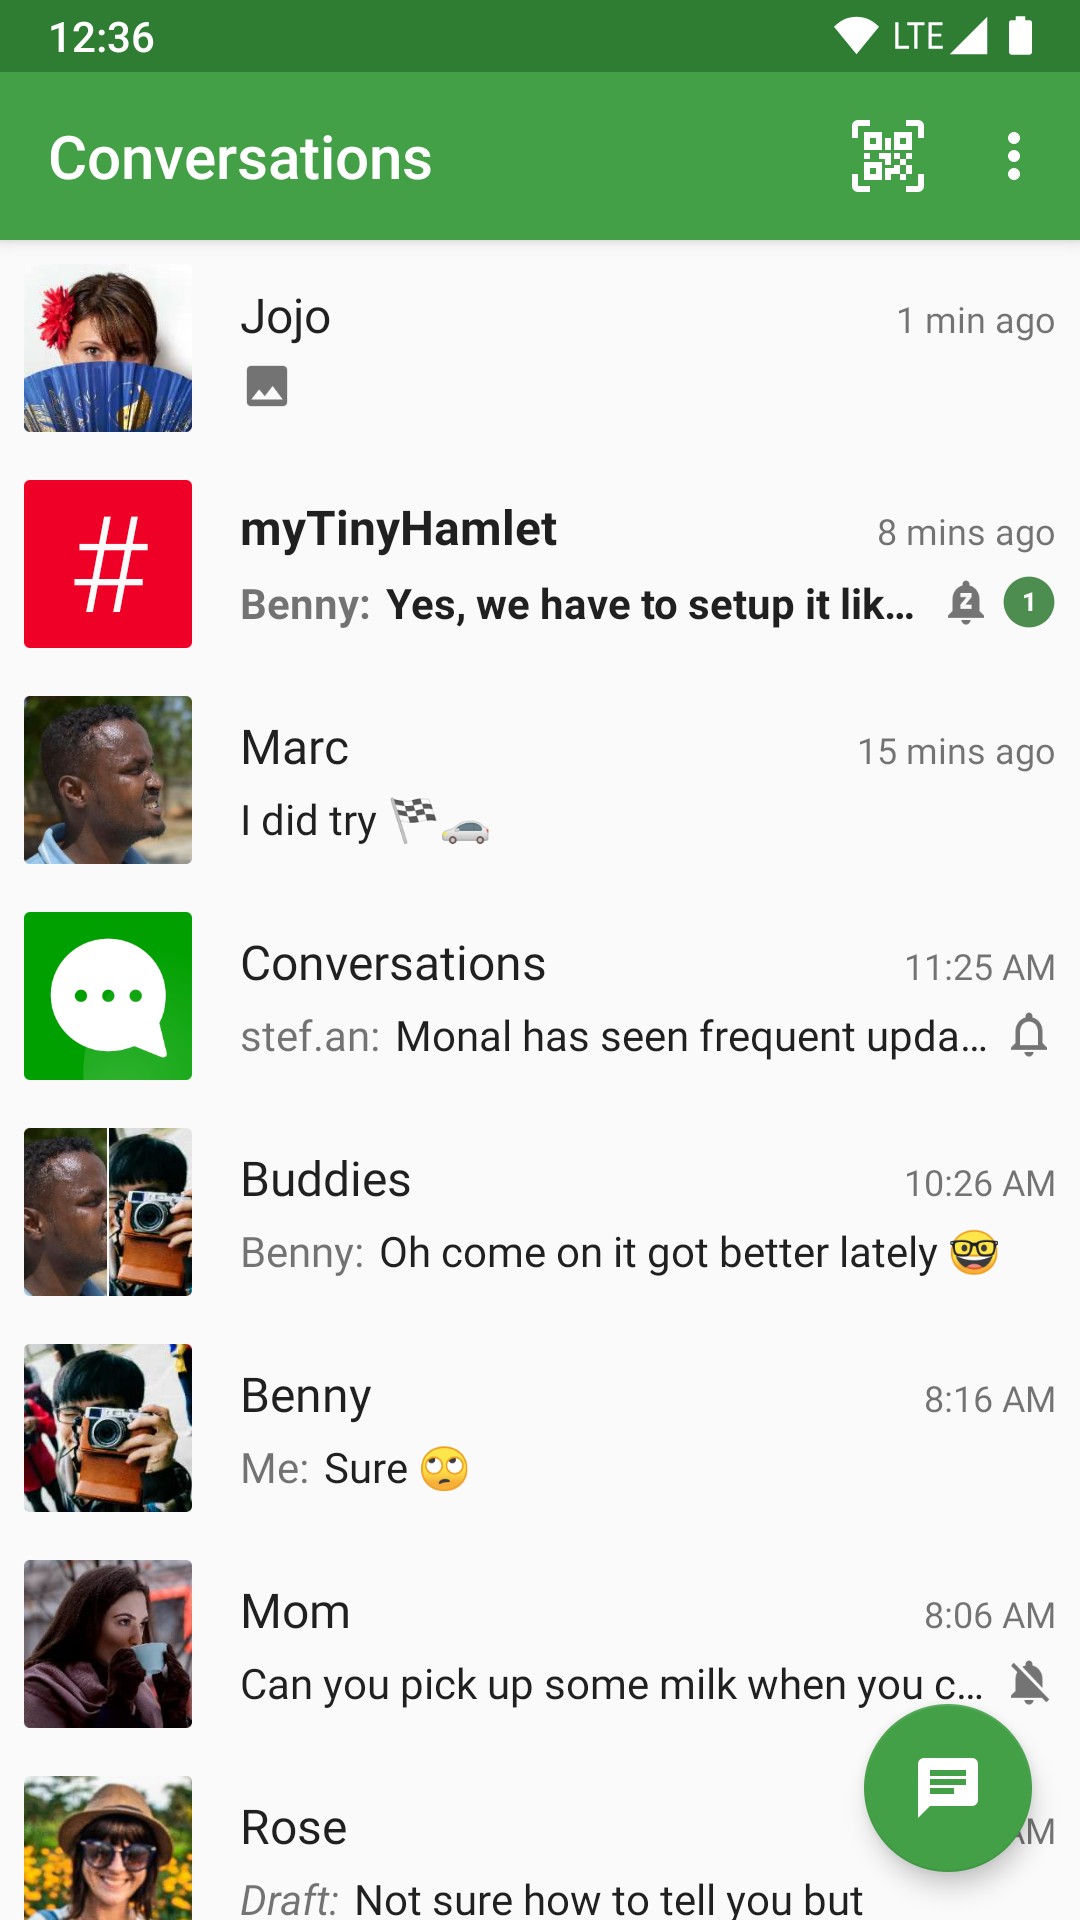 12:36 LTE
Conversations
Jojo 1 min ago
# myTinyHamlet 8 mins ago
Benny: Yes, we have to setup it lik... 1
Marc 15 mins ago
I did try 🏁🚗
Conversations 11:25 AM
stef.an: Monal has seen frequent upda...
Buddies 10:26 AM
Benny: Oh come on it got better lately 🤓
Benny 8:16 AM
Me: Sure 🙄
Mom 8:06 AM
Can you pick up some milk when you c...
Rose AM
Draft: Not sure how to tell you but